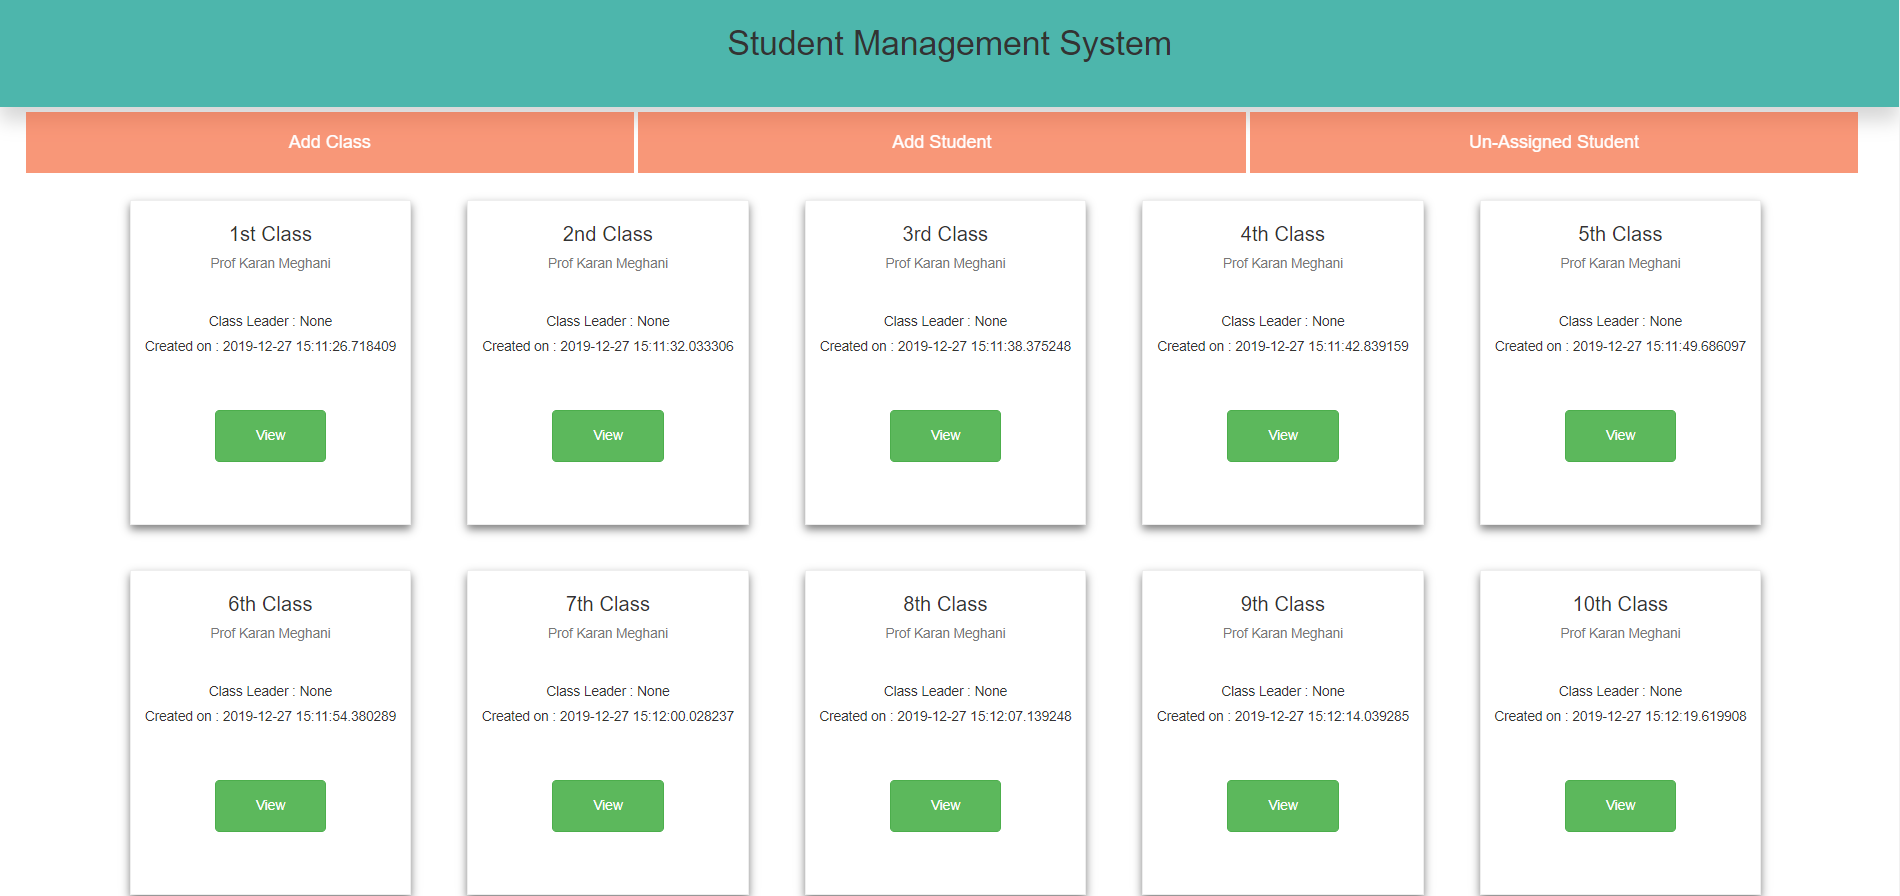 Student Management System
Add Class
Add Student
Un-Assigned Student
1st Class
Prof Karan Meghani
Class Leader : None
Created on : 2019-12-27 15:11:26.718409
View
2nd Class
Prof Karan Meghani
Class Leader : None
Created on : 2019-12-27 15:11:32.033306
View
3rd Class
Prof Karan Meghani
Class Leader : None
Created on : 2019-12-27 15:11:38.375248
View
4th Class
Prof Karan Meghani
Class Leader : None
Created on : 2019-12-27 15:11:42.839159
View
5th Class
Prof Karan Meghani
Class Leader : None
Created on : 2019-12-27 15:11:49.686097
View
6th Class
Prof Karan Meghani
Class Leader : None
Created on : 2019-12-27 15:11:54.380289
View
7th Class
Prof Karan Meghani
Class Leader : None
Created on : 2019-12-27 15:12:00.028237
View
8th Class
Prof Karan Meghani
Class Leader : None
Created on : 2019-12-27 15:12:07.139248
View
9th Class
Prof Karan Meghani
Class Leader : None
Created on : 2019-12-27 15:12:14.039285
View
10th Class
Prof Karan Meghani
Class Leader : None
Created on : 2019-12-27 15:12:19.619908
View